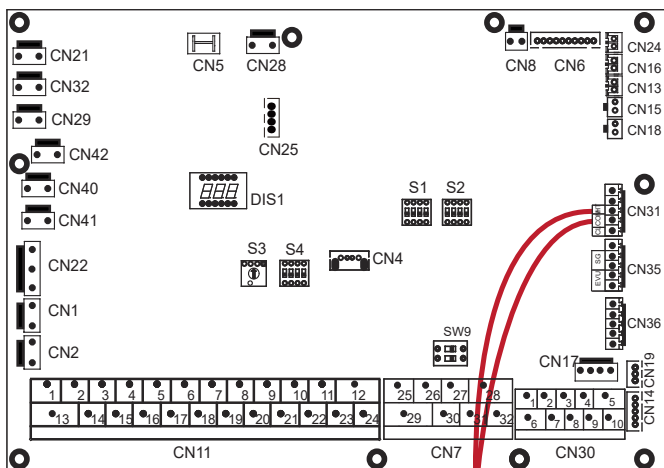 CN21
CN5
CN28
CN8
CN6
CN24
CN16
CN32
CN13
CN15
CN29
CN18
CN42
CN25
CN40
DIS1
S1
S2
CN31
CN41
COM
CL
CN22
S3
S4
CN4
SG
EVU
CN35
CN1
CN36
SW9
CN2
CN17
CN19
1 2 3 4 5 6 7 8 9 10 11 12
25 26 27 28
1 2 3 4 5
CN14
13 14 15 16 17 18 19 20 21 22 23 24
29 30 31 32
6 7 8 9 10
CN11
CN7
CN30